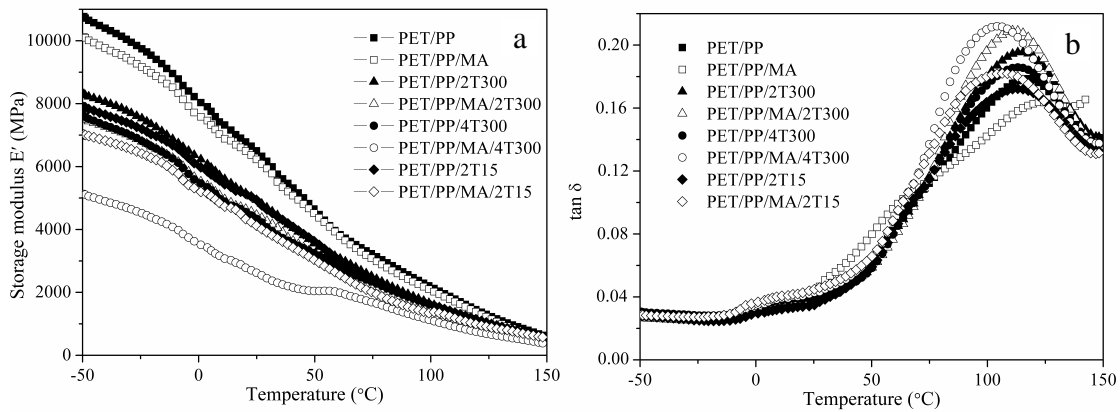 a
10000
8000
6000
4000
2000
0
Storage modulus E' (MPa)
-50
0
50
100
150
Temperature (°C)
PET/PP
PET/PP/MA
PET/PP/2T300
PET/PP/MA/2T300
PET/PP/4T300
PET/PP/MA/4T300
PET/PP/2T15
PET/PP/MA/2T15
b
0.20
0.16
0.12
0.08
0.04
0.00
tan δ
-50
0
50
100
150
Temperature (°C)
PET/PP
PET/PP/MA
PET/PP/2T300
PET/PP/MA/2T300
PET/PP/4T300
PET/PP/MA/4T300
PET/PP/2T15
PET/PP/MA/2T15